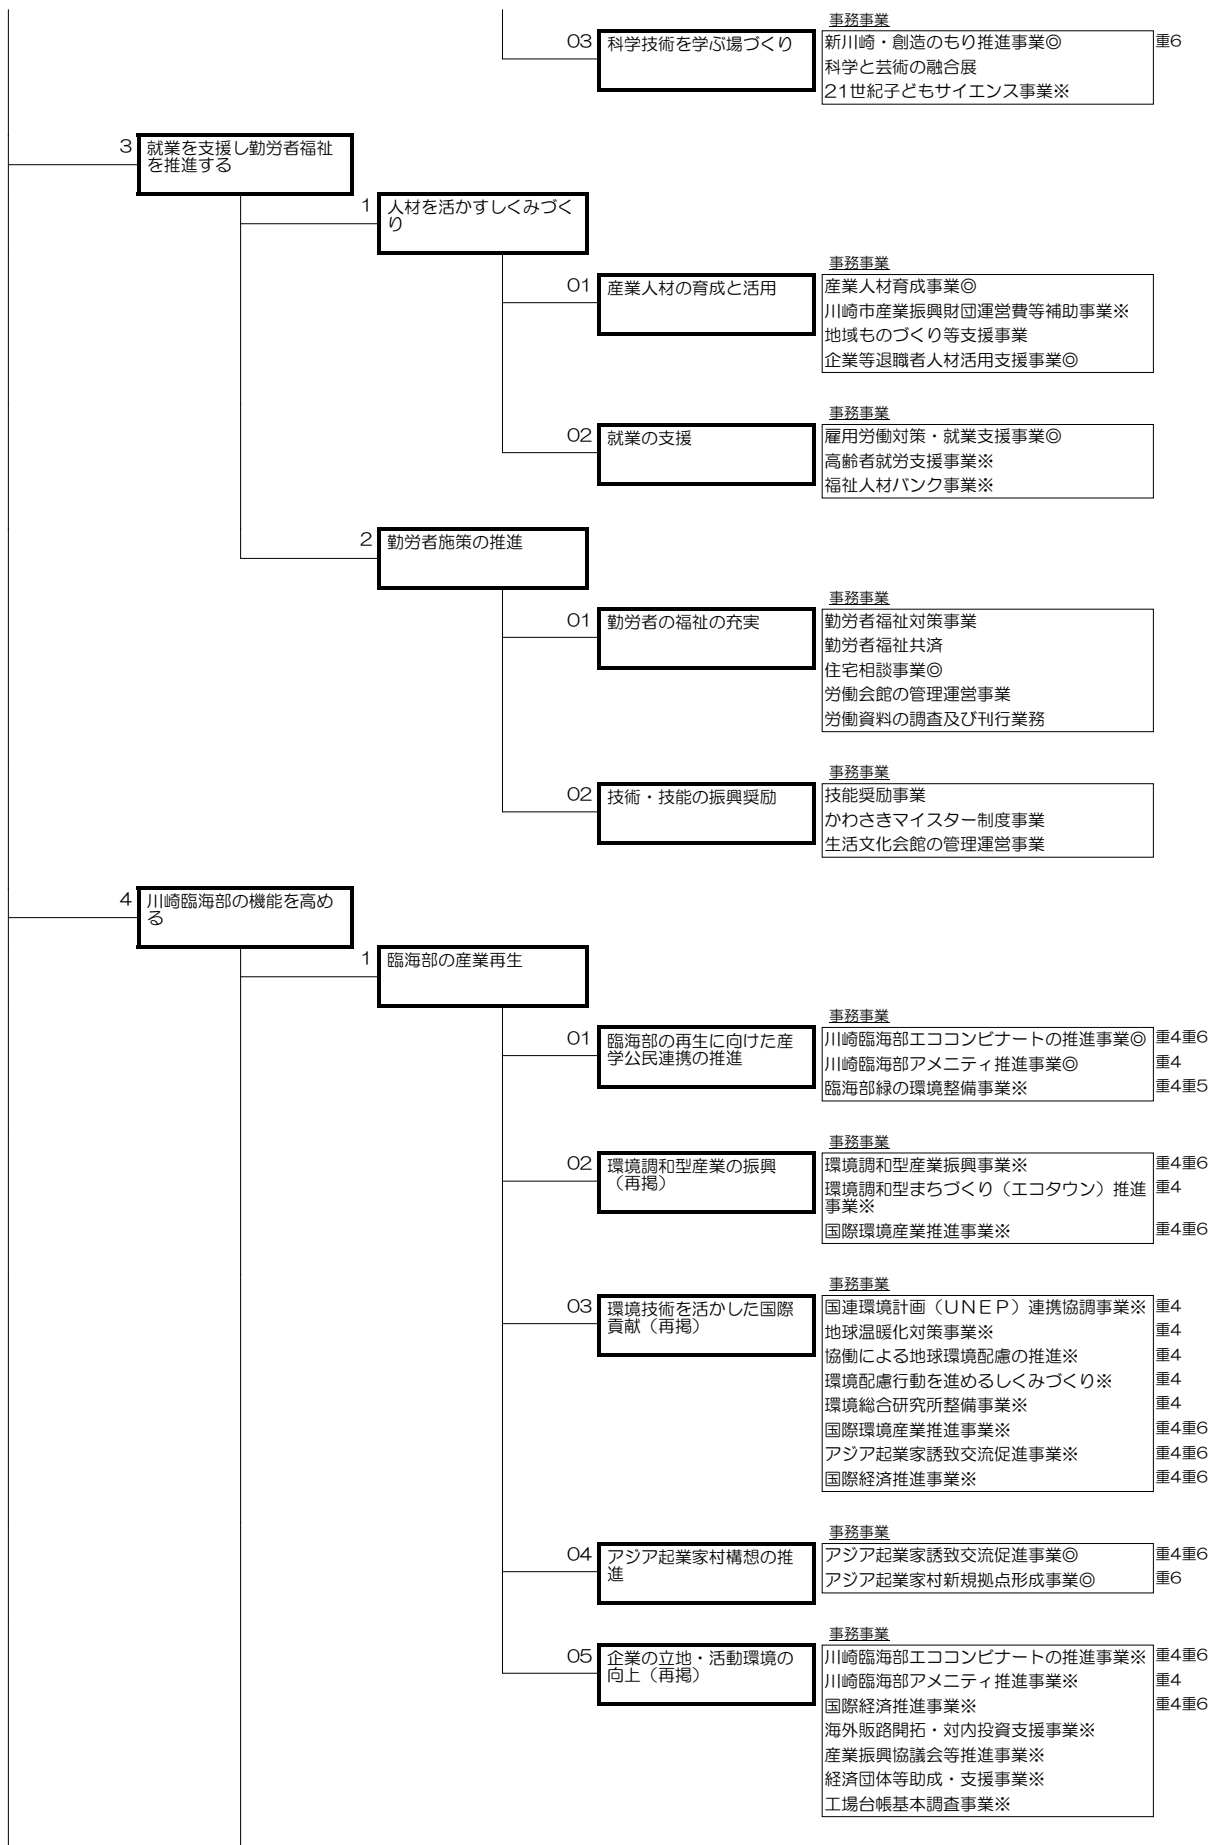 事務事業
03 科学技術を学ぶ場づくり
新川崎・創造のもり推進事業◎ 重6
科学と芸術の融合展
21世紀子どもサイエンス事業※
3 就業を支援し勤労者福祉
を推進する
1 人材を活かすしくみづく
り
事務事業
01 産業人材の育成と活用
産業人材育成事業◎
川崎市産業振興財団運営費等補助事業※
地域ものづくり等支援事業
企業等退職者人材活用支援事業◎
事務事業
02 就業の支援
雇用労働対策・就業支援事業◎
高齢者就労支援事業※
福祉人材バンク事業※
2 勤労者施策の推進
事務事業
01 勤労者の福祉の充実
勤労者福祉対策事業
勤労者福祉共済
住宅相談事業◎
労働会館の管理運営事業
労働資料の調査及び刊行業務
事務事業
02 技術・技能の振興奨励
技能奨励事業
かわさきマイスター制度事業
生活文化会館の管理運営事業
4 川崎臨海部の機能を高め
る
1 臨海部の産業再生
事務事業
01 臨海部の再生に向けた産
学公民連携の推進
川崎臨海部エココンビナートの推進事業◎ 重4重6
川崎臨海部アメニティ推進事業◎ 重4
臨海部緑の環境整備事業※ 重4重5
事務事業
02 環境調和型産業の振興
（再掲）
環境調和型産業振興事業※ 重4重6
環境調和型まちづくり（エコタウン）推進 重4
事業※
国際環境産業推進事業※ 重4重6
事務事業
03 環境技術を活かした国際
貢献（再掲）
国連環境計画（ＵＮＥＰ）連携協調事業※ 重4
地球温暖化対策事業※ 重4
協働による地球環境配慮の推進※ 重4
環境配慮行動を進めるしくみづくり※ 重4
環境総合研究所整備事業※ 重4
国際環境産業推進事業※ 重4重6
アジア起業家誘致交流促進事業※ 重4重6
国際経済推進事業※ 重4重6
事務事業
04 アジア起業家村構想の推
進
アジア起業家誘致交流促進事業◎ 重4重6
アジア起業家村新規拠点形成事業◎ 重6
事務事業
05 企業の立地・活動環境の
向上（再掲）
川崎臨海部エココンビナートの推進事業※ 重4重6
川崎臨海部アメニティ推進事業※ 重4
国際経済推進事業※ 重4重6
海外販路開拓・対内投資支援事業※
産業振興協議会等推進事業※
経済団体等助成・支援事業※
工場台帳基本調査事業※